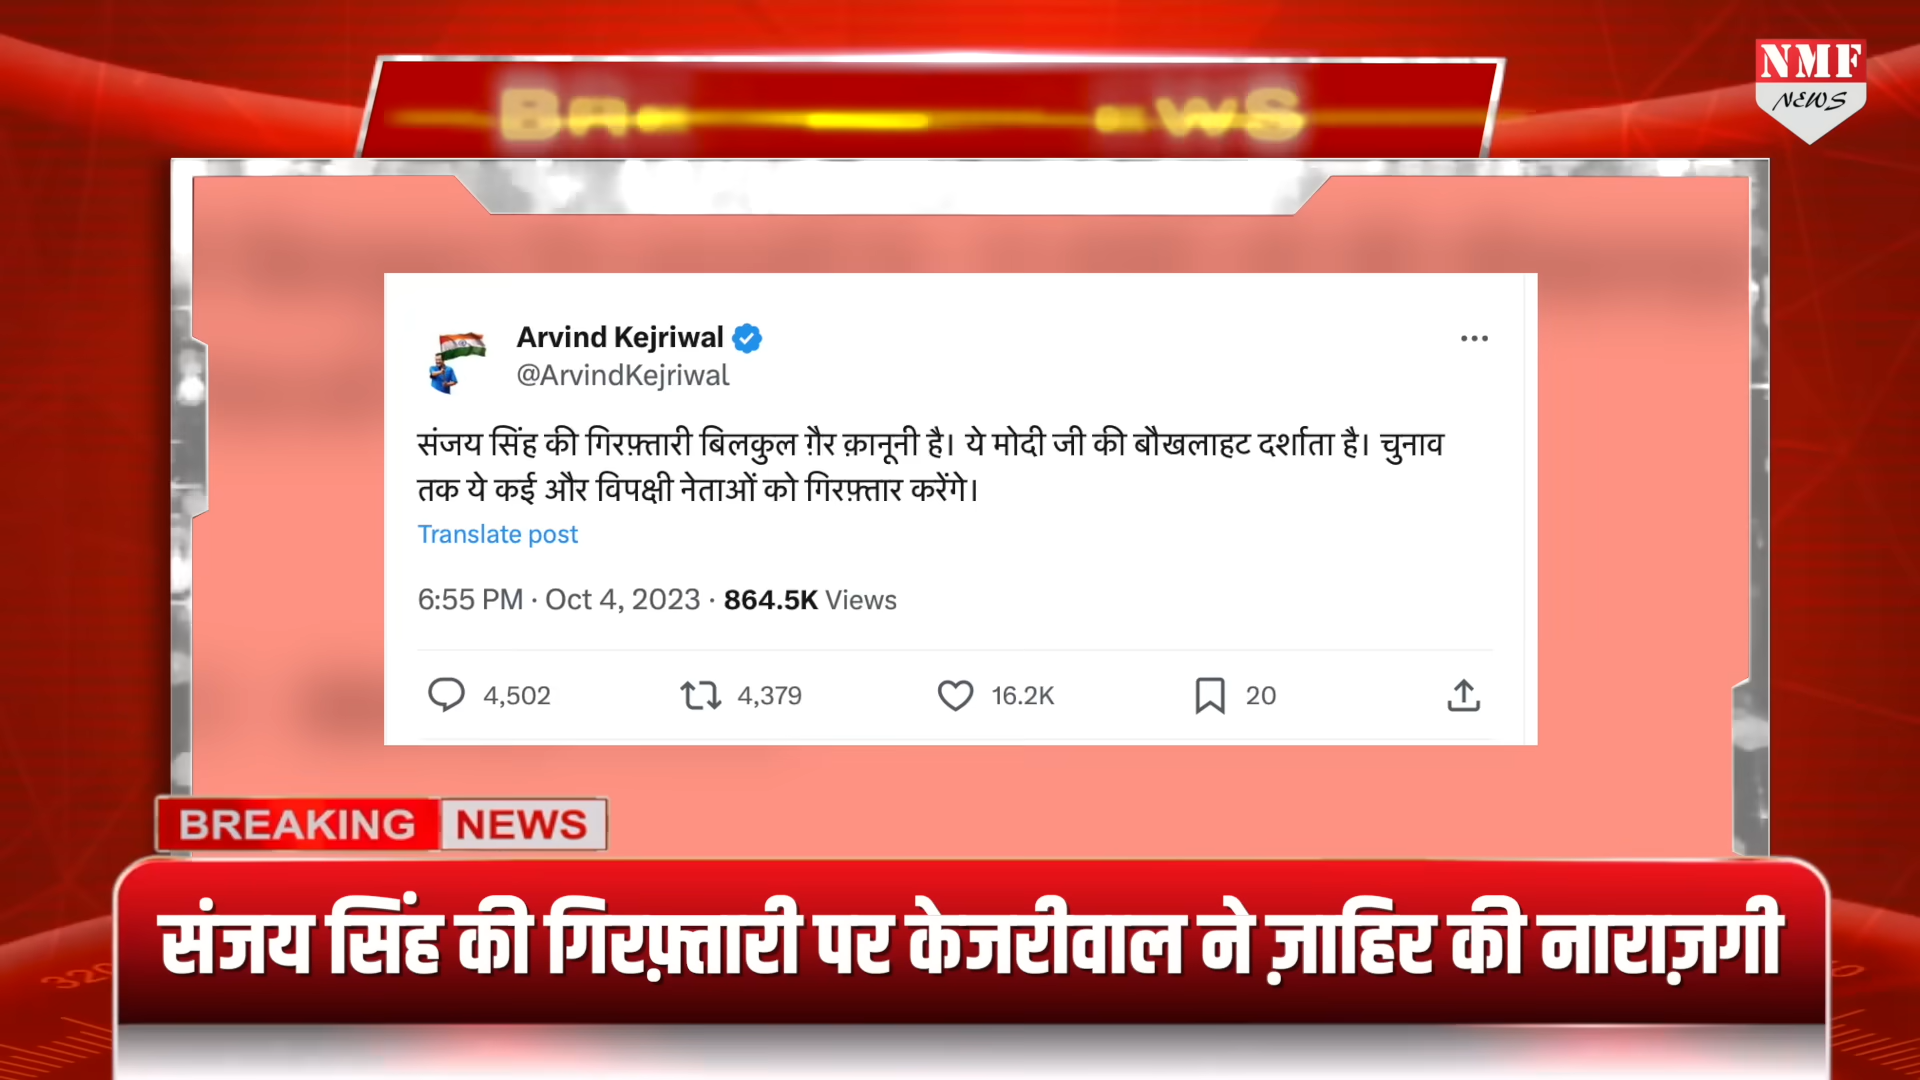 NMF
NEWS
Arvind Kejriwal
@ArvindKejriwal
संजय सिंह की गिरफ़्तारी बिलकुल ग़ैर क़ानूनी है। ये मोदी जी की बौखलाहट दर्शाता है। चुनाव
तक ये कई और विपक्षी नेताओं को गिरफ़्तार करेंगे।
Translate post
6:55 PM · Oct 4, 2023 · 864.5K Views
4,502 4,379 16.2K 20
BREAKING NEWS
संजय सिंह की गिरफ़्तारी पर केजरीवाल ने ज़ाहिर की नाराज़गी